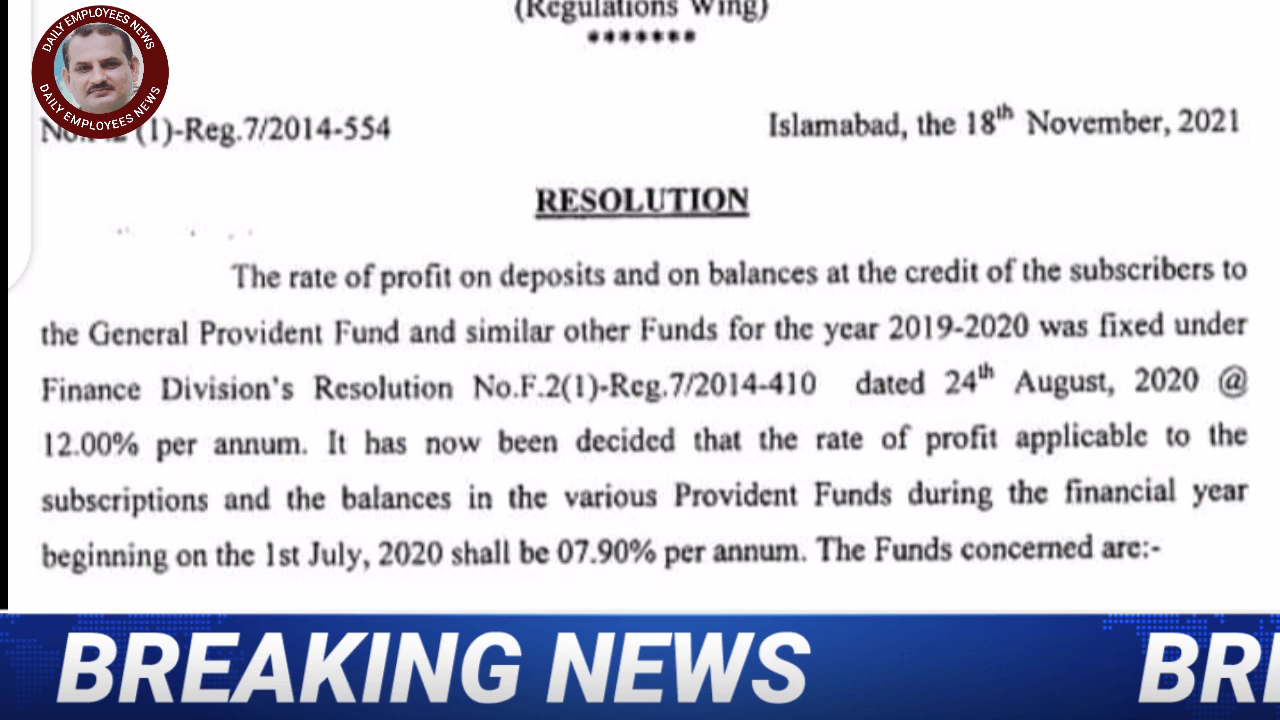 (Regulations Wing)
*******
DAILY EMPLOYEES NEWS
DAILY EMPLOYEES NEWS
(1)-Reg.7/2014-554
Islamabad, the 18th November, 2021
RESOLUTION
The rate of profit on deposits and on balances at the credit of the subscribers to
the General Provident Fund and similar other Funds for the year 2019-2020 was fixed under
Finance Division's Resolution No.F.2(1)-Reg.7/2014-410 dated 24th August, 2020 @
12.00% per annum. It has now been decided that the rate of profit applicable to the
subscriptions and the balances in the various Provident Funds during the financial year
beginning on the 1st July, 2020 shall be 07.90% per annum. The Funds concerned are:-
BREAKING NEWS
BRE